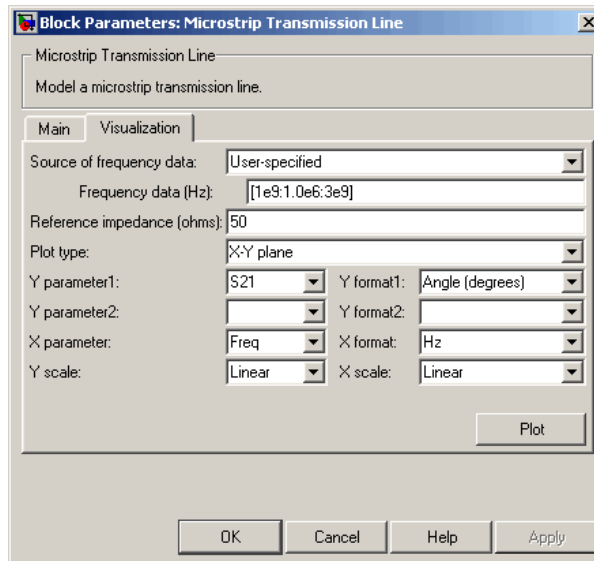 Block Parameters: Microstrip Transmission Line
Microstrip Transmission Line
Model a microstrip transmission line.
Main Visualization
Source of frequency data: User-specified
Frequency data (Hz): [1e9:1.0e6:3e9]
Reference impedance (ohms): 50
Plot type: X-Y plane
Y parameter1: S21 Y format1: Angle (degrees)
Y parameter2: Y format2:
X parameter: Freq X format: Hz
Y scale: Linear X scale: Linear
Plot
OK Cancel Help Apply